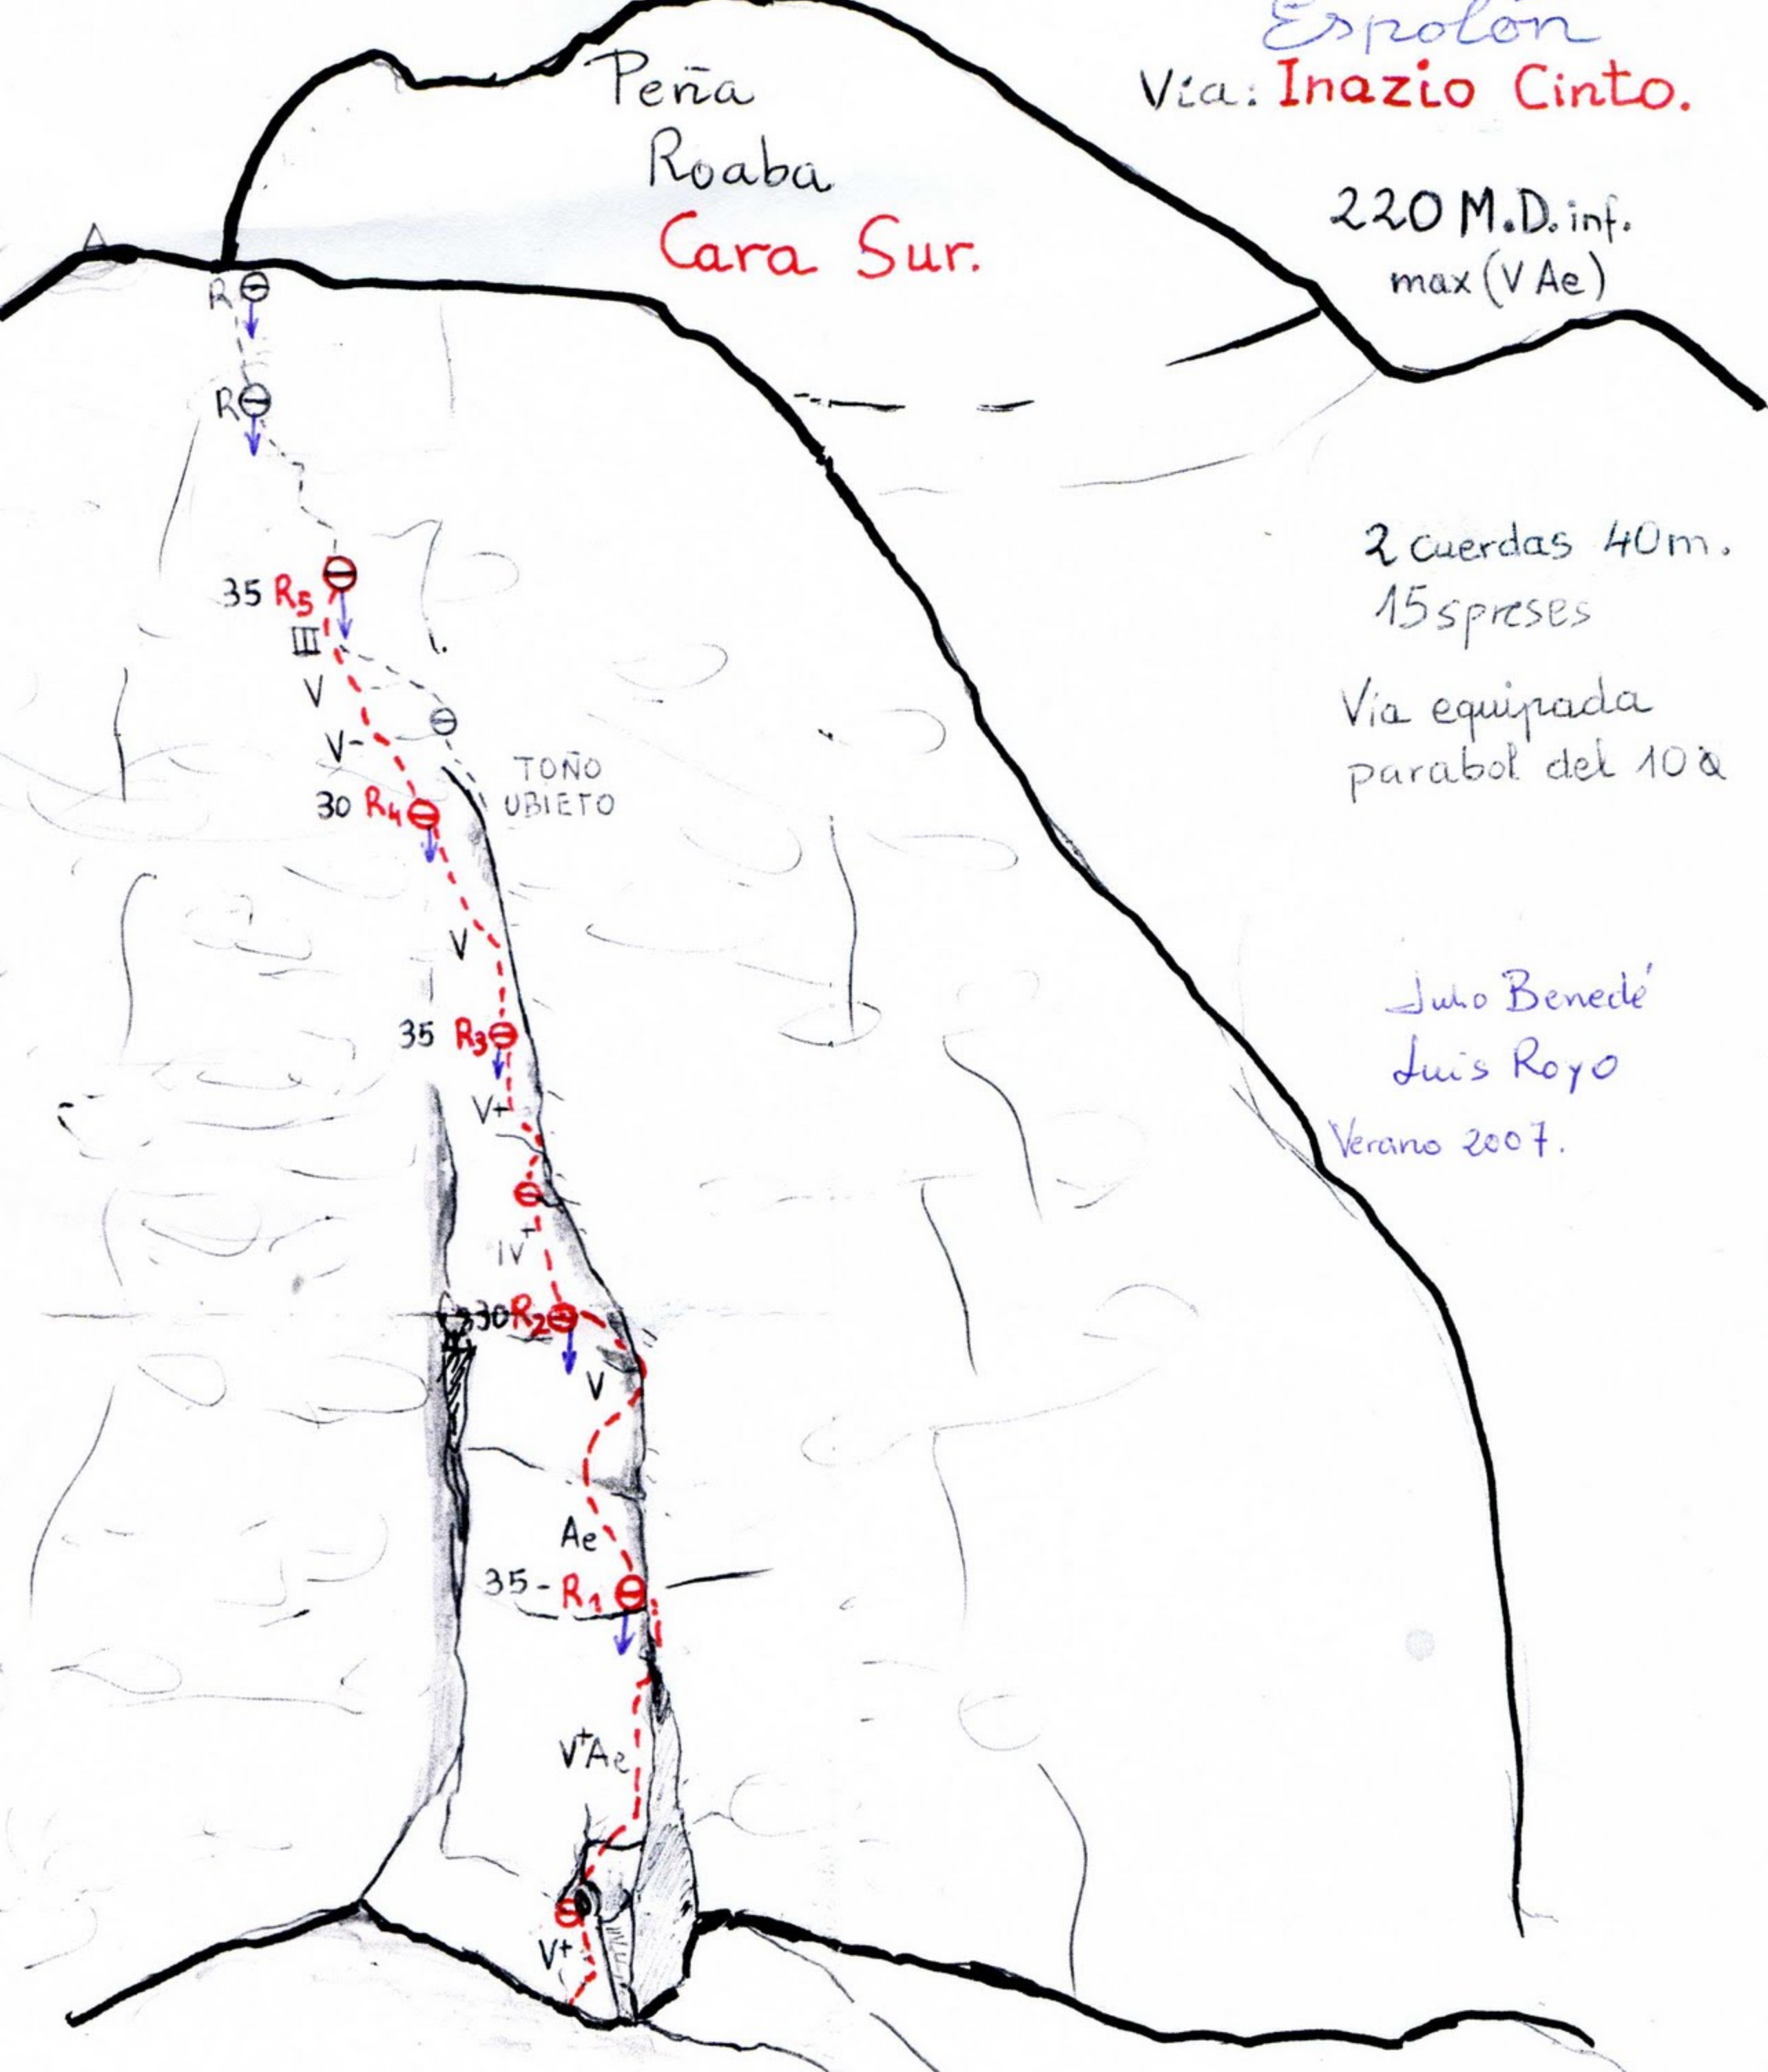 Espolón
Via: Inazio Cinto.
Peña
Roaba
Cara Sur.
220 M.D. inf.
max (V Ae)
R
R
2 cuerdas 40m.
15 spreses
Via equipada
parabol del 10
35 R5
III
V
V-
TOÑO
UBIETO
30 R4
V
35 R3
Julio Benedé
Luis Royo
Verano 2007.
V+
IV+
30 R2
V
Ae
35- R1
V+Ae
V+